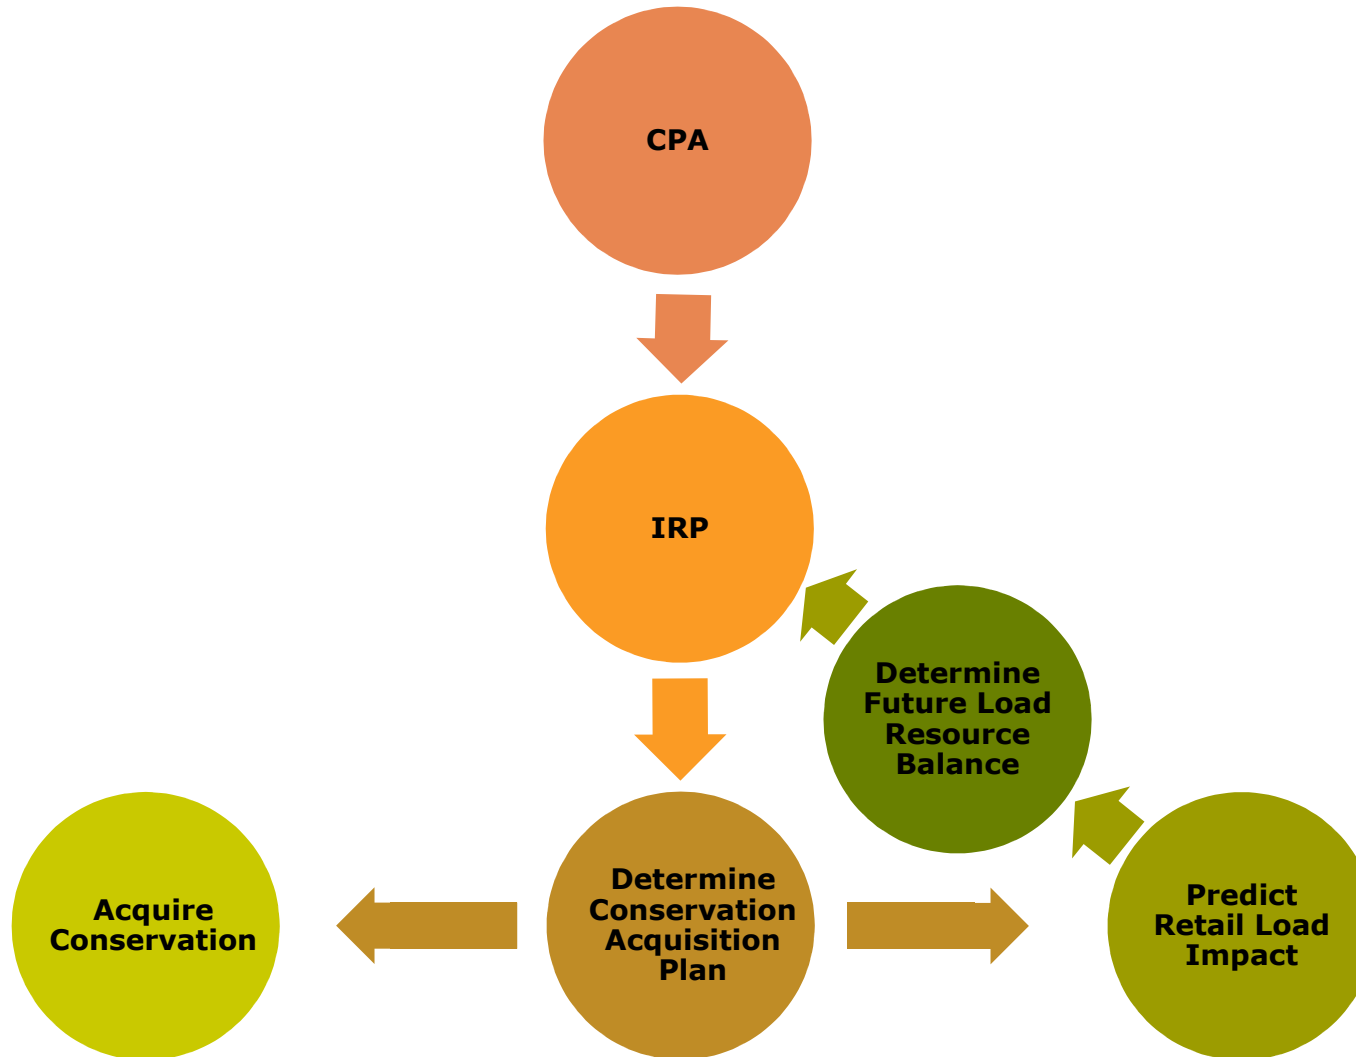 CPA
IRP
Determine
Future Load
Resource
Balance
Acquire
Conservation
Determine
Conservation
Acquisition
Plan
Predict
Retail Load
Impact